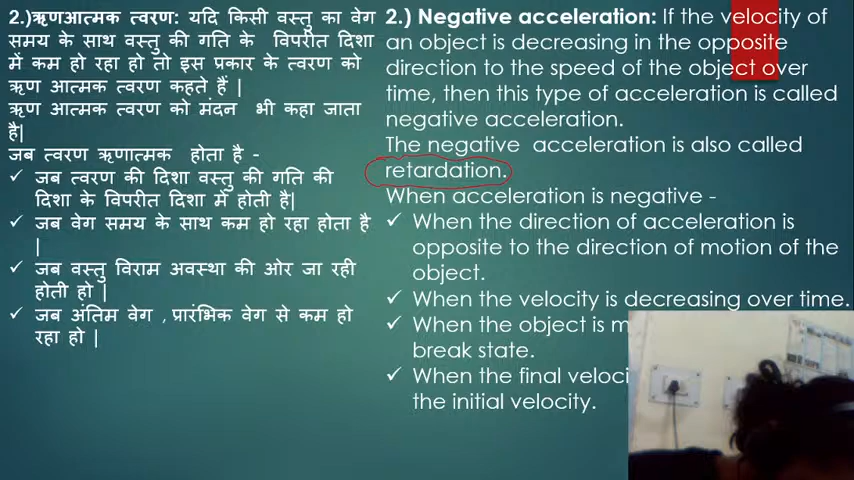 2.)ऋणआत्मक त्वरण: यदि किसी वस्तु का वेग
समय के साथ वस्तु की गति के विपरीत दिशा
में कम हो रहा हो तो इस प्रकार के त्वरण को
ऋण आत्मक त्वरण कहते हैं |
ऋण आत्मक त्वरण को मंदन भी कहा जाता
है|
जब त्वरण ऋणात्मक होता है -
✓ जब त्वरण की दिशा वस्तु की गति की
दिशा के विपरीत दिशा में होती है|
✓ जब वेग समय के साथ कम हो रहा होता है
|
✓ जब वस्तु विराम अवस्था की ओर जा रही
होती हो |
✓ जब अंतिम वेग , प्रारंभिक वेग से कम हो
रहा हो |
2.) Negative acceleration: If the velocity of
an object is decreasing in the opposite
direction to the speed of the object over
time, then this type of acceleration is called
negative acceleration.
The negative acceleration is also called
retardation.
When acceleration is negative -
✓ When the direction of acceleration is
opposite to the direction of motion of the
object.
✓ When the velocity is decreasing over time.
✓ When the object is
break state.
✓ When the final
the initial velocity.